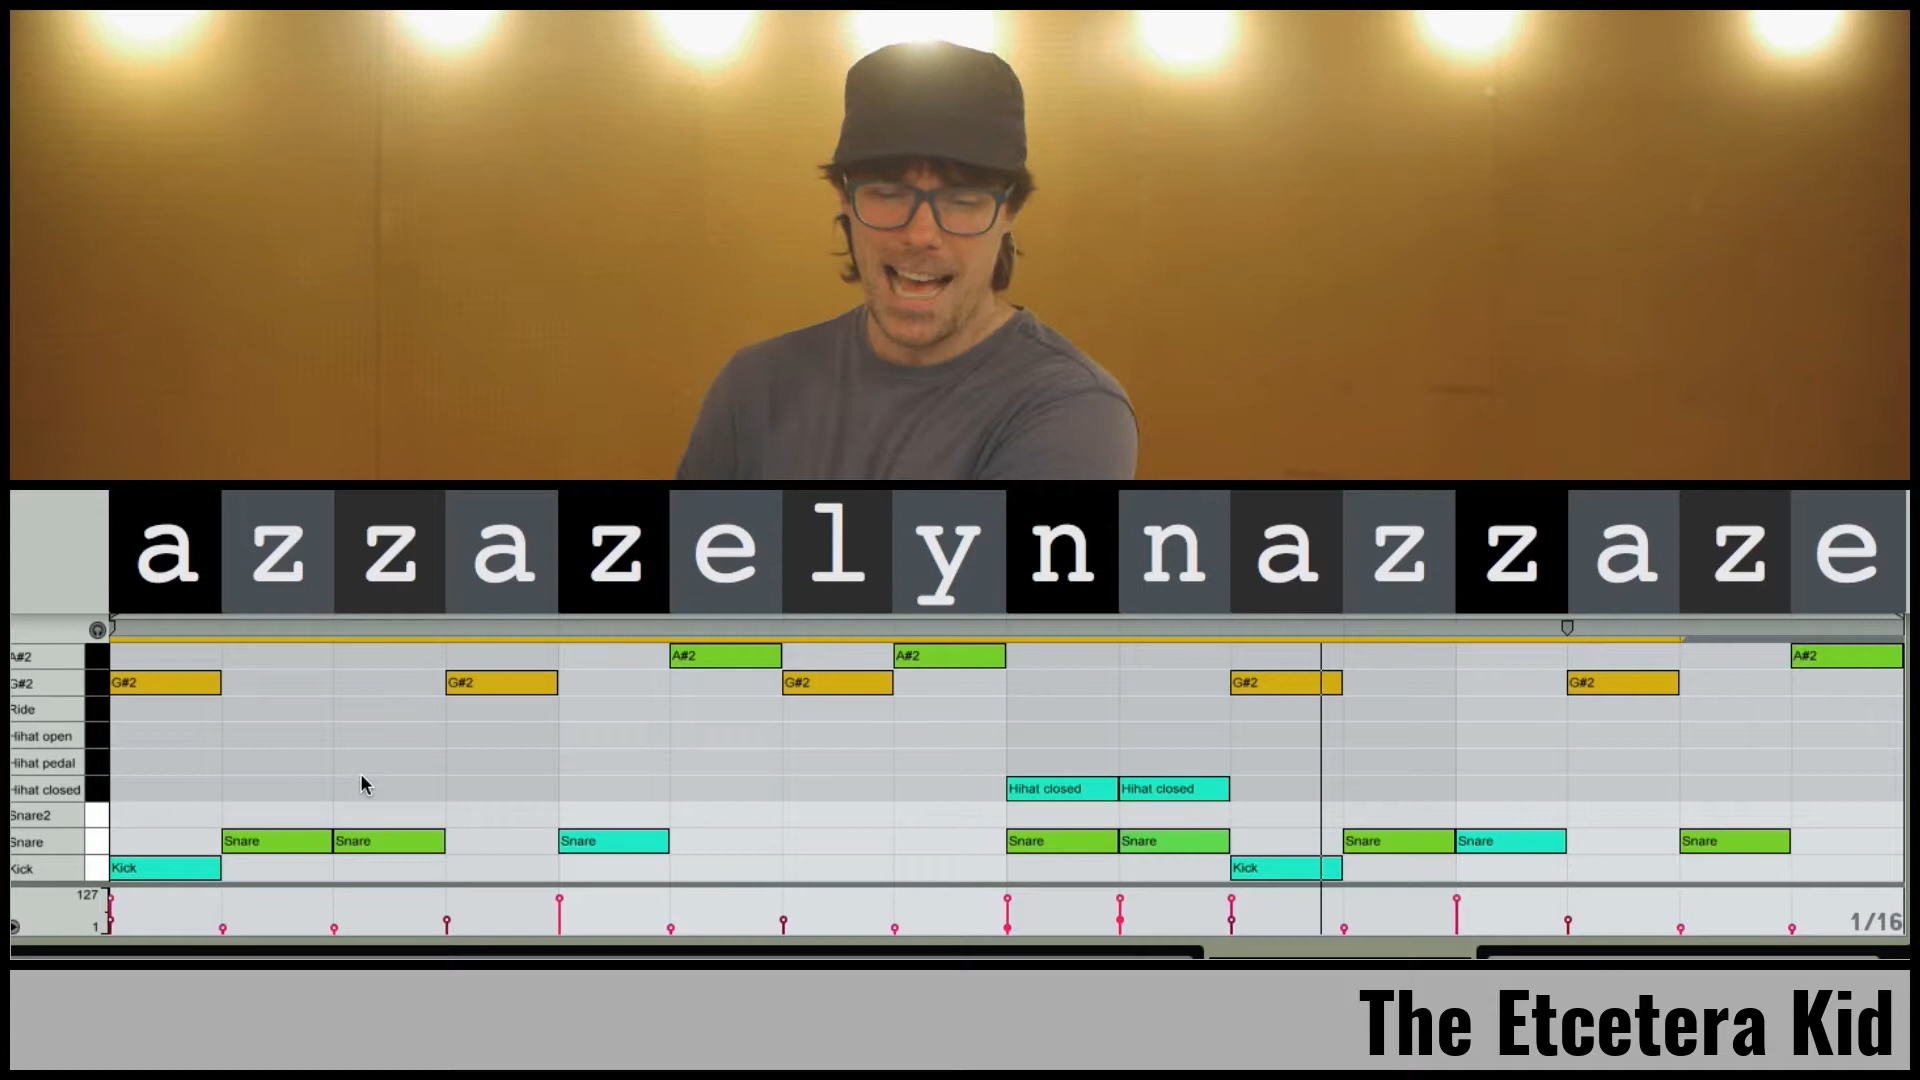 azzazelynnazzaze
A#2 A#2 A#2 A#2
G#2 G#2 G#2 G#2 G#2 G#2
Ride
Hihat open
Hihat pedal
Hihat closed Hihat closed Hihat closed
Snare2
Snare Snare Snare Snare Snare Snare Snare Snare Snare
Kick Kick Kick
127
1
1/16
The Etcetera Kid